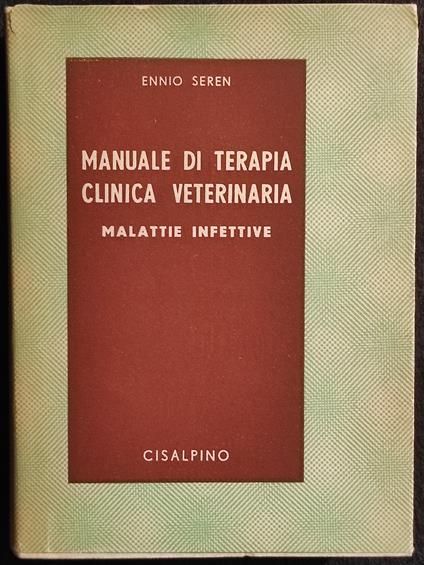 ENNIO SEREN
MANUALE DI TERAPIA
CLINICA VETERINARIA
MALATTIE INFETTIVE
CISALPINO